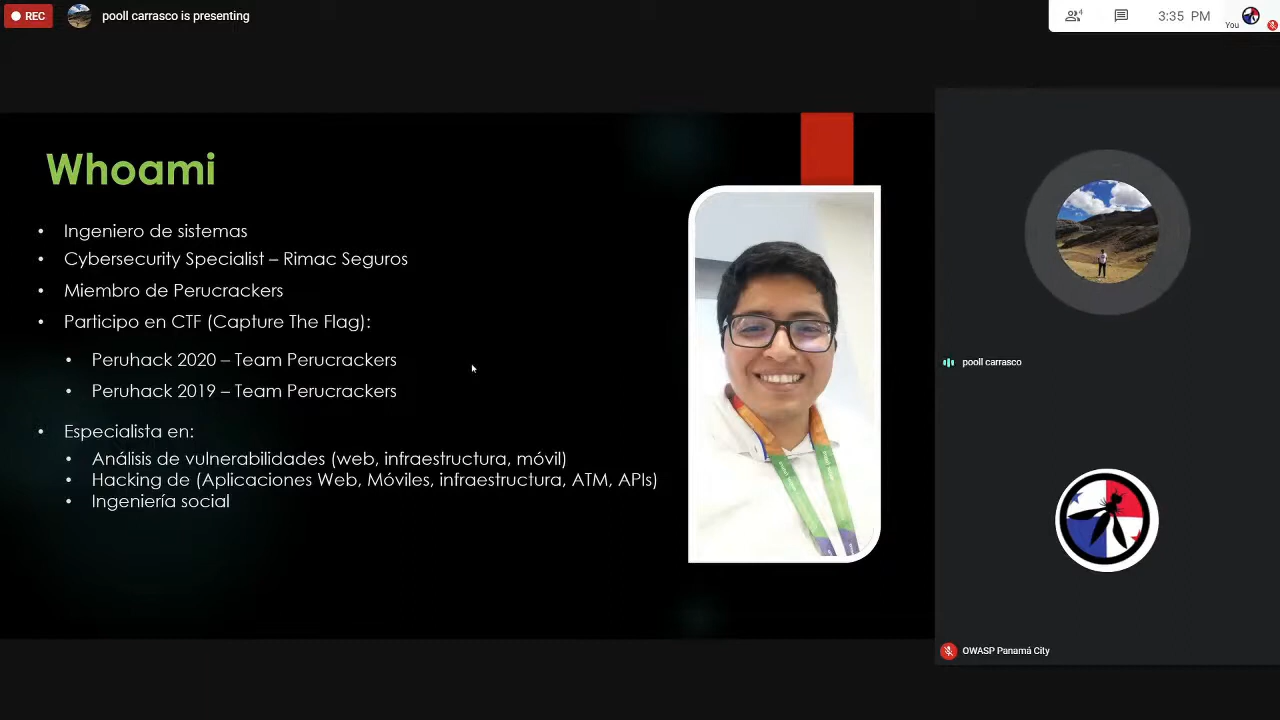 REC
pooll carrasco is presenting
4
3:35 PM
You
Whoami
• Ingeniero de sistemas
• Cybersecurity Specialist – Rimac Seguros
• Miembro de Perucrackers
• Participo en CTF (Capture The Flag):
• Peruhack 2020 – Team Perucrackers
• Peruhack 2019 – Team Perucrackers
• Especialista en:
• Análisis de vulnerabilidades (web, infraestructura, móvil)
• Hacking de (Aplicaciones Web, Móviles, infraestructura, ATM, APIs)
• Ingeniería social
pooll carrasco
OWASP Panamá City